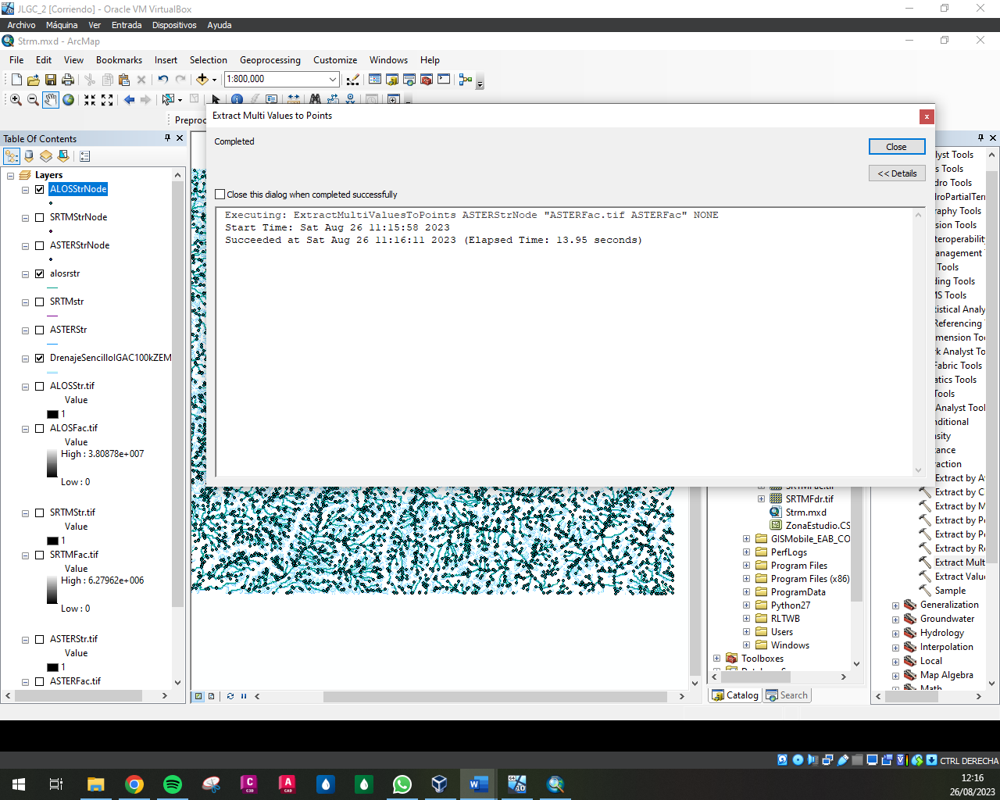 JLGC_2 [Corriendo] - Oracle VM VirtualBox
Archivo Máquina Ver Entrada Dispositivos Ayuda
Strm.mxd - ArcMap
File Edit View Bookmarks Insert Selection Geoprocessing Customize Windows Help
1:800,000
Preproc
Extract Multi Values to Points
Completed
Close
<< Details
Close this dialog when completed successfully
Executing: ExtractMultiValuesToPoints ASTERStrNode "ASTERFac.tif ASTERFac" NONE
Start Time: Sat Aug 26 11:15:58 2023
Succeeded at Sat Aug 26 11:16:11 2023 (Elapsed Time: 13.95 seconds)
Table Of Contents
Layers
ALOSStrNode
SRTMStrNode
ASTERStrNode
alosrstr
SRTMstr
ASTERStr
DrenajeSencilloIGAC100kZEM
ALOSStr.tif
Value
1
ALOSFac.tif
Value
High : 3.80878e+007
Low : 0
SRTMStr.tif
Value
1
SRTMFac.tif
Value
High : 6.27962e+006
Low : 0
ASTERStr.tif
Value
1
ASTERFac.tif
SRTMFdr.tif
Strm.mxd
ZonaEstudio.CS
GISMobile_EAB_CO
PerfLogs
Program Files
Program Files (x86)
ProgramData
Python27
RLTWB
Users
Windows
Toolboxes
Catalog Search
lyst Tools
s Tools
dro Tools
droPartialTerr
raphy Tools
sion Tools
teroperability
anagement
Tools
ding Tools
MS Tools
tistical Analy
Referencing
mension Too
rk Analyst To
Fabric Tools
atics Tools
Tools
Analyst Tool
nditional
sity
tance
raction
Extract by A
Extract by C
Extract by M
Extract by P
Extract by P
Extract by R
Extract Mult
Extract Valu
Sample
Generalization
Groundwater
Hydrology
Interpolation
Local
Map Algebra
Math
CTRL DERECHA
12:16
26/08/2023